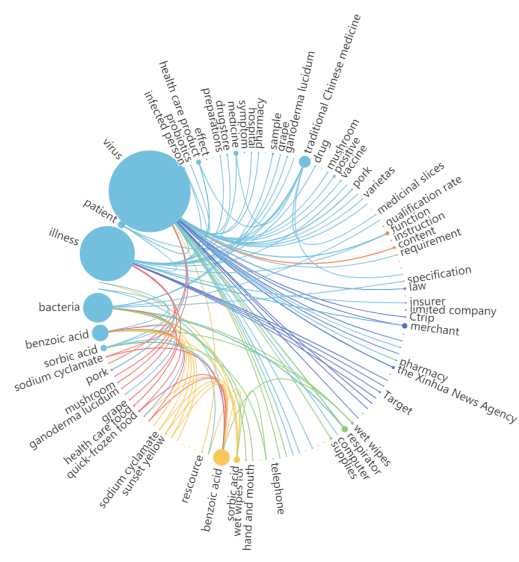 virus
infected person
probiotics
health care product
effect
preparations
drugstore
medicine
symptom
hospital
pharmacy
sample
grape
ganoderma lucidum
traditional Chinese medicine
drug
mushroom
positive
vaccine
pork
varietas
medicinal slices
qualification rate
function
instruction
content
requirement
specification
law
insurer
limited company
Ctrip
merchant
pharmacy
the Xinhua News Agency
Target
wet wipes
respirator
computer
supplies
telephone
hand and mouth
wet wipes for
sorbic acid
benzoic acid
rescource
sunset yellow
sodium cyclamate
quick-frozen food
health care food
grape
ganoderma lucidum
mushroom
pork
sodium cyclamate
sorbic acid
benzoic acid
bacteria
illness
patient